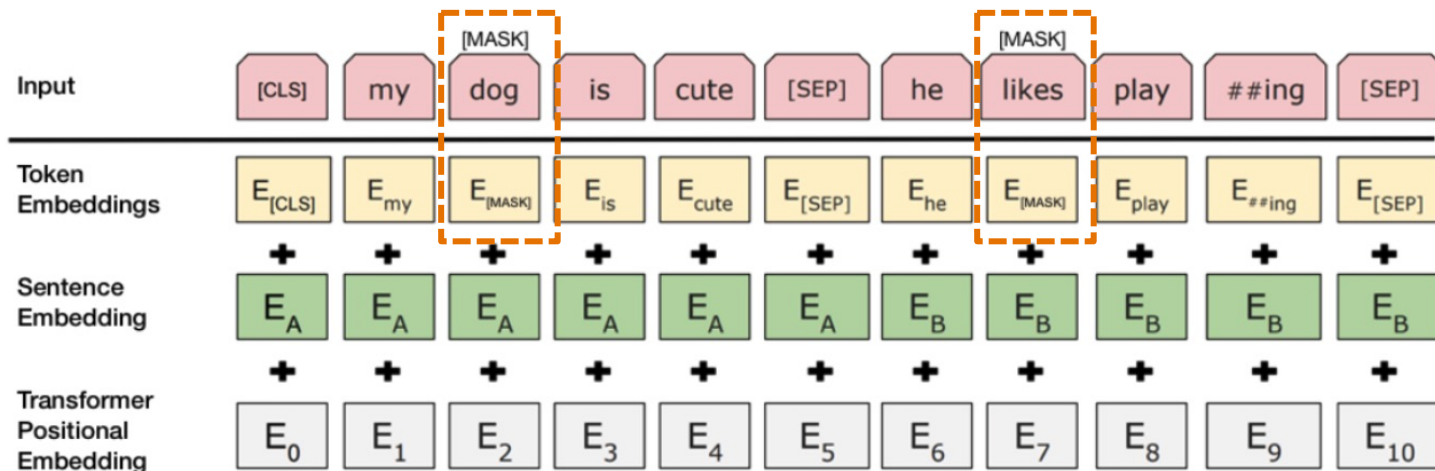 [MASK] [MASK]
Input [CLS] my dog is cute [SEP] he likes play ##ing [SEP]
Token
Embeddings
E[CLS] Emy E[MASK] Eis Ecute E[SEP] Ehe E[MASK] Eplay E##ing E[SEP]
+ + + + + + + + + + +
Sentence
Embedding
EA EA EA EA EA EA EB EB EB EB EB
+ + + + + + + + + + +
Transformer
Positional
Embedding
E0 E1 E2 E3 E4 E5 E6 E7 E8 E9 E10